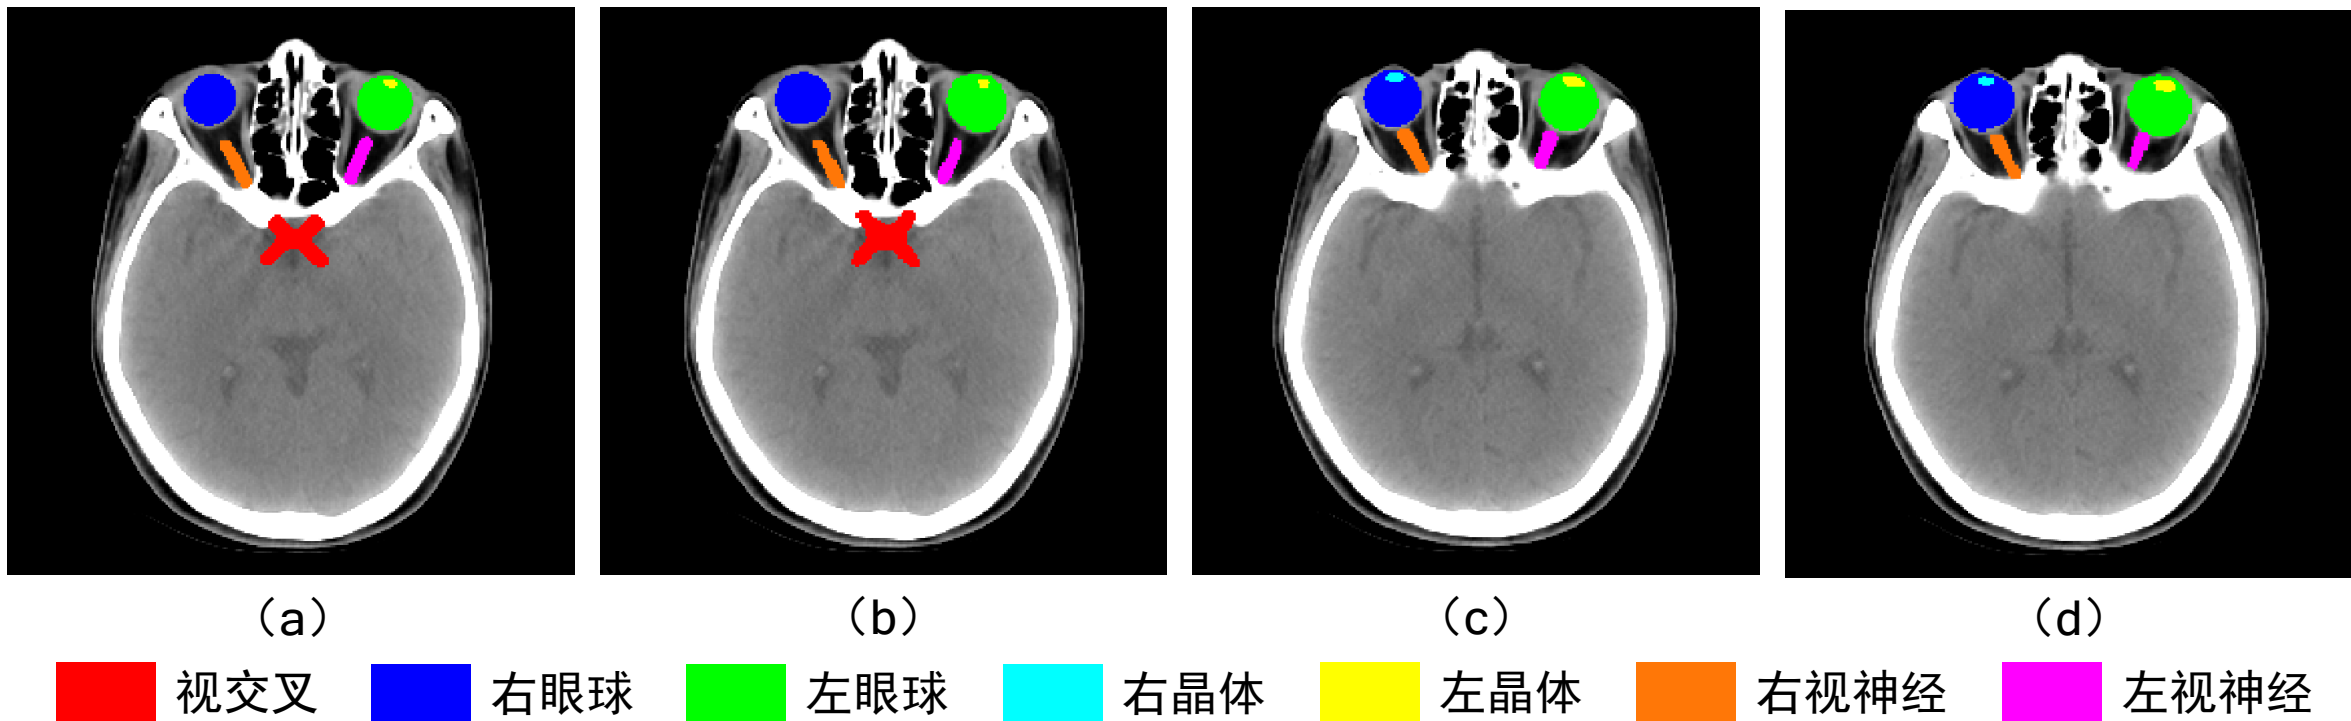 (a) (b) (c) (d)
视交叉 右眼球 左眼球 右晶体 左晶体 右视神经 左视神经